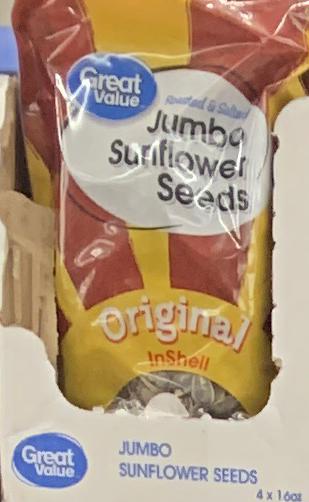 Great
Value
Roasted & Salted
Jumbo
Sunflower
Seeds
Original
InShell
Great
Value
JUMBO
SUNFLOWER SEEDS
4 x 16oz